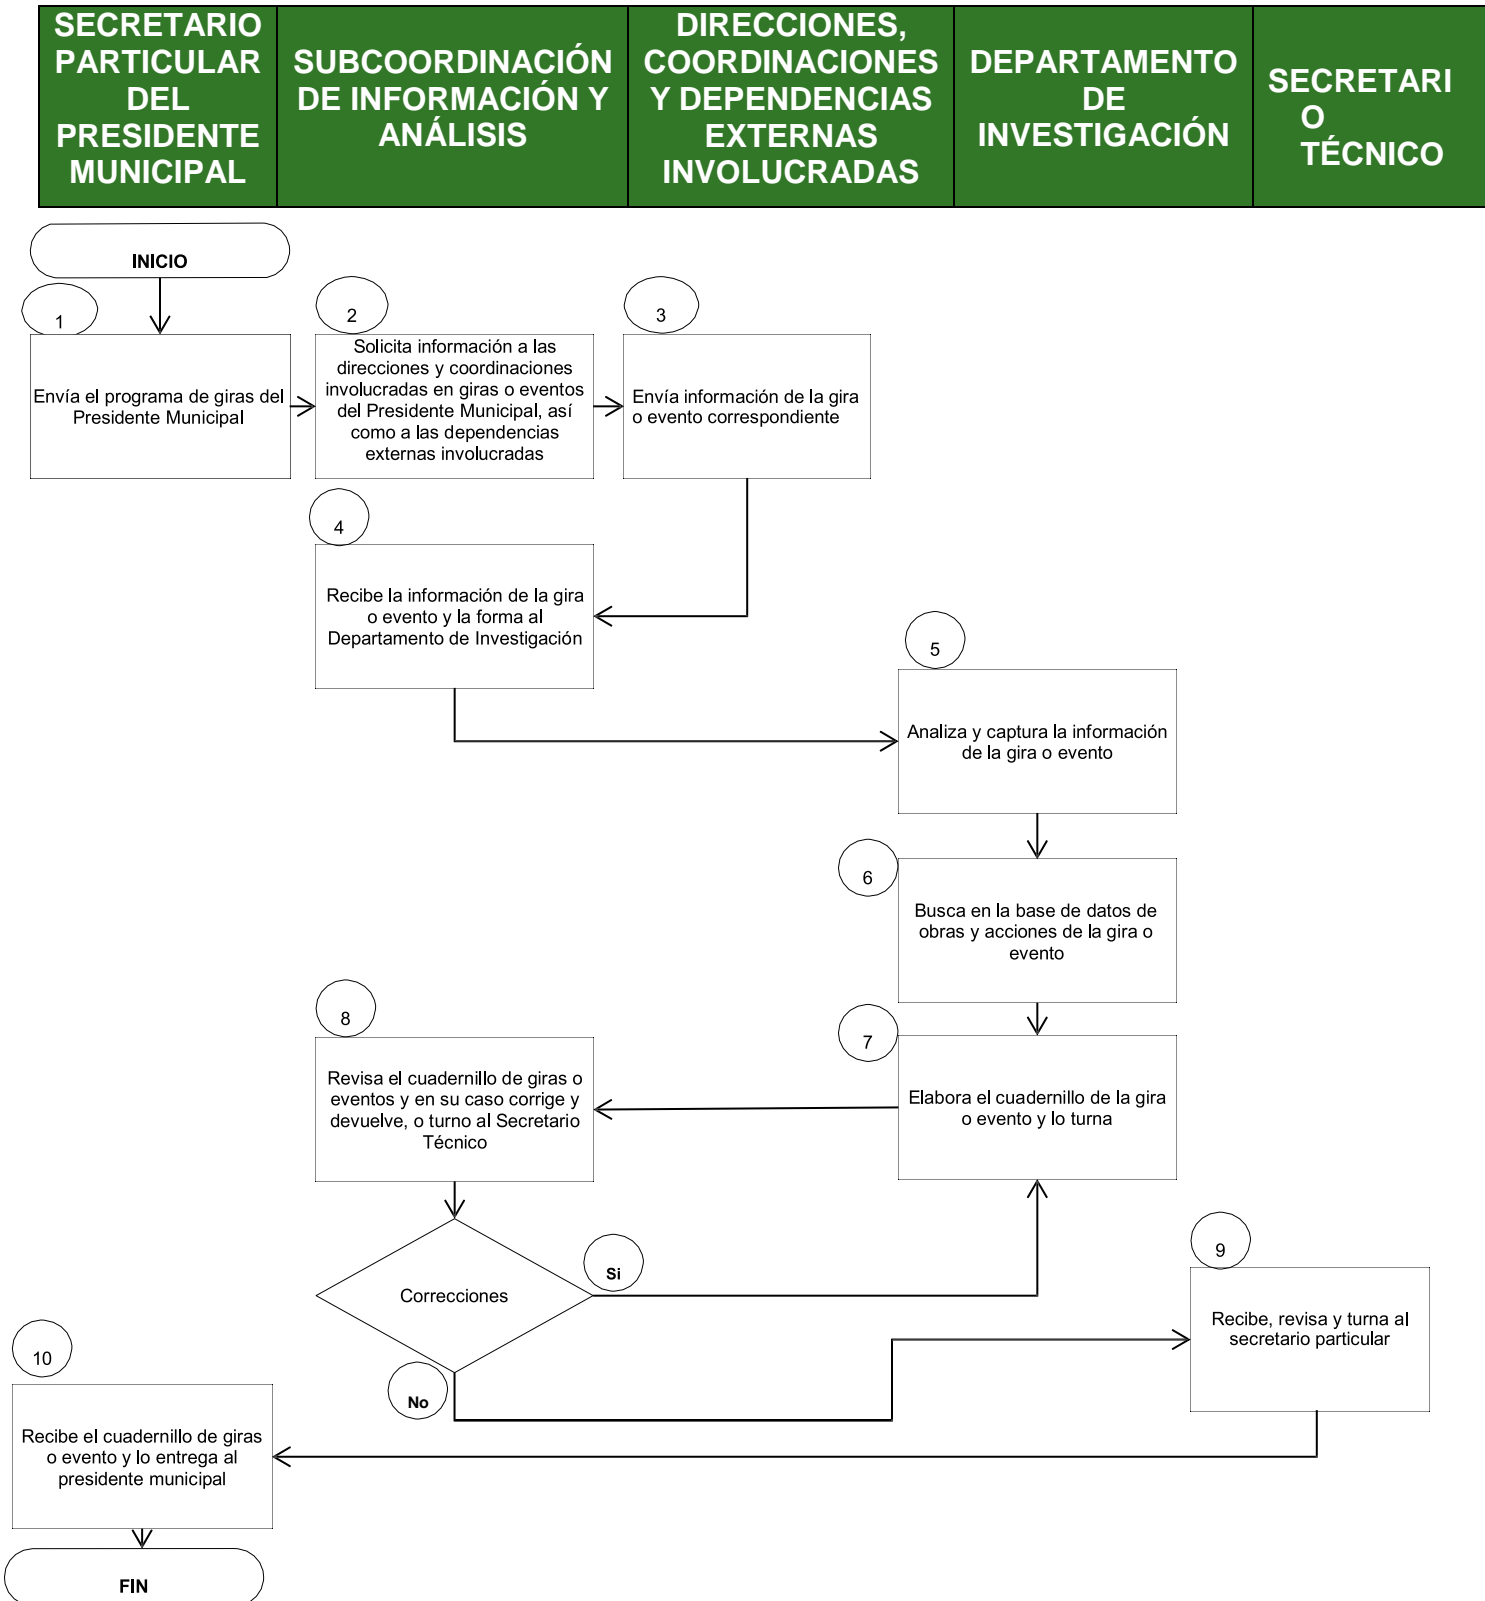 SECRETARIO
PARTICULAR
DEL
PRESIDENTE
MUNICIPAL
SUBCOORDINACIÓN
DE INFORMACIÓN Y
ANÁLISIS
DIRECCIONES,
COORDINACIONES
Y DEPENDENCIAS
EXTERNAS
INVOLUCRADAS
DEPARTAMENTO
DE
INVESTIGACIÓN
SECRETARI
O
TÉCNICO
INICIO
1
Envía el programa de giras del
Presidente Municipal
2
Solicita información a las
direcciones y coordinaciones
involucradas en giras o eventos
del Presidente Municipal, así
como a las dependencias
externas involucradas
3
Envía información de la gira
o evento correspondiente
4
Recibe la información de la gira
o evento y la forma al
Departamento de Investigación
5
Analiza y captura la información
de la gira o evento
6
Busca en la base de datos de
obras y acciones de la gira o
evento
7
Elabora el cuadernillo de la gira
o evento y lo turna
8
Revisa el cuadernillo de giras o
eventos y en su caso corrige y
devuelve, o turno al Secretario
Técnico
Correcciones
Si
No
9
Recibe, revisa y turna al
secretario particular
10
Recibe el cuadernillo de giras
o evento y lo entrega al
presidente municipal
FIN